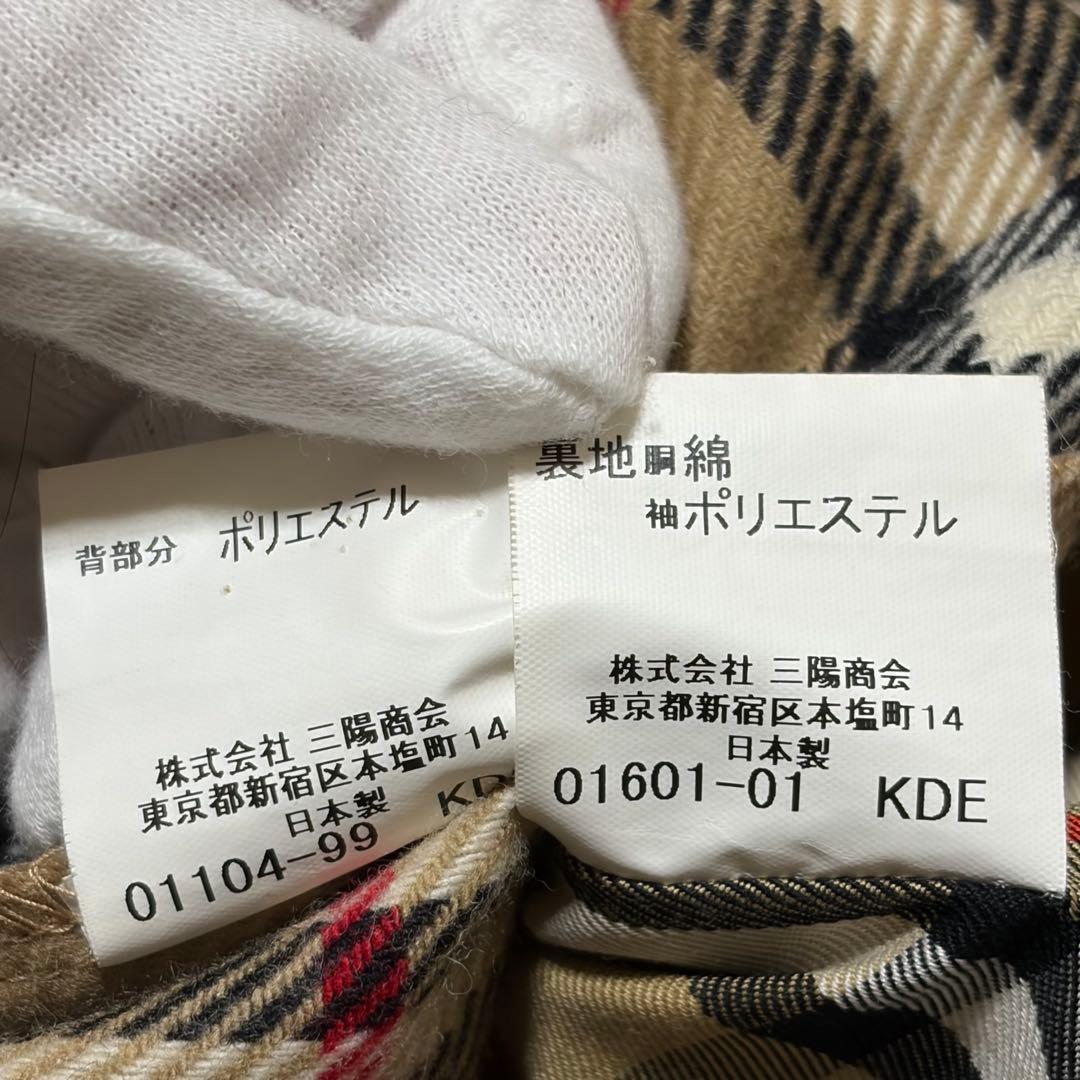 背部分 ポリエステル
株式会社 三陽商会
東京都新宿区本塩町14
日本製
01104-99 KD
裏地胴綿
袖ポリエステル
株式会社 三陽商会
東京都新宿区本塩町14
日本製
01601-01 KDE